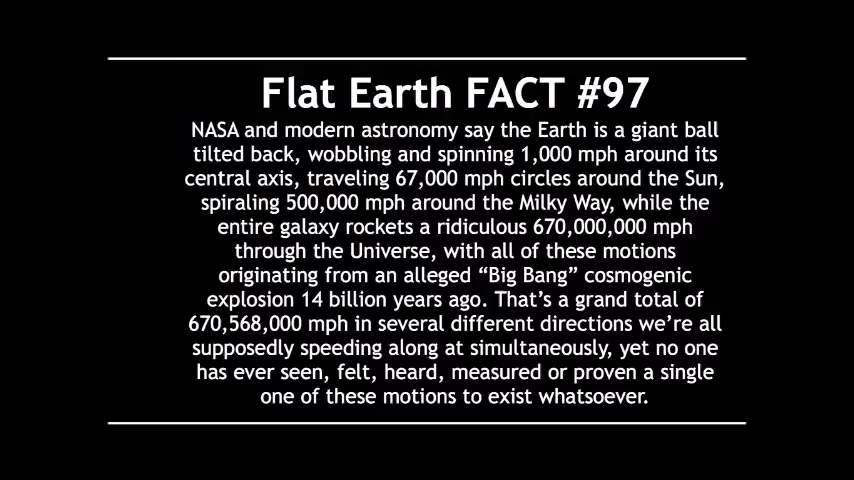 Flat Earth FACT #97
NASA and modern astronomy say the Earth is a giant ball
tilted back, wobbling and spinning 1,000 mph around its
central axis, traveling 67,000 mph circles around the Sun,
spiraling 500,000 mph around the Milky Way, while the
entire galaxy rockets a ridiculous 670,000,000 mph
through the Universe, with all of these motions
originating from an alleged “Big Bang” cosmogenic
explosion 14 billion years ago. That’s a grand total of
670,568,000 mph in several different directions we’re all
supposedly speeding along at simultaneously, yet no one
has ever seen, felt, heard, measured or proven a single
one of these motions to exist whatsoever.